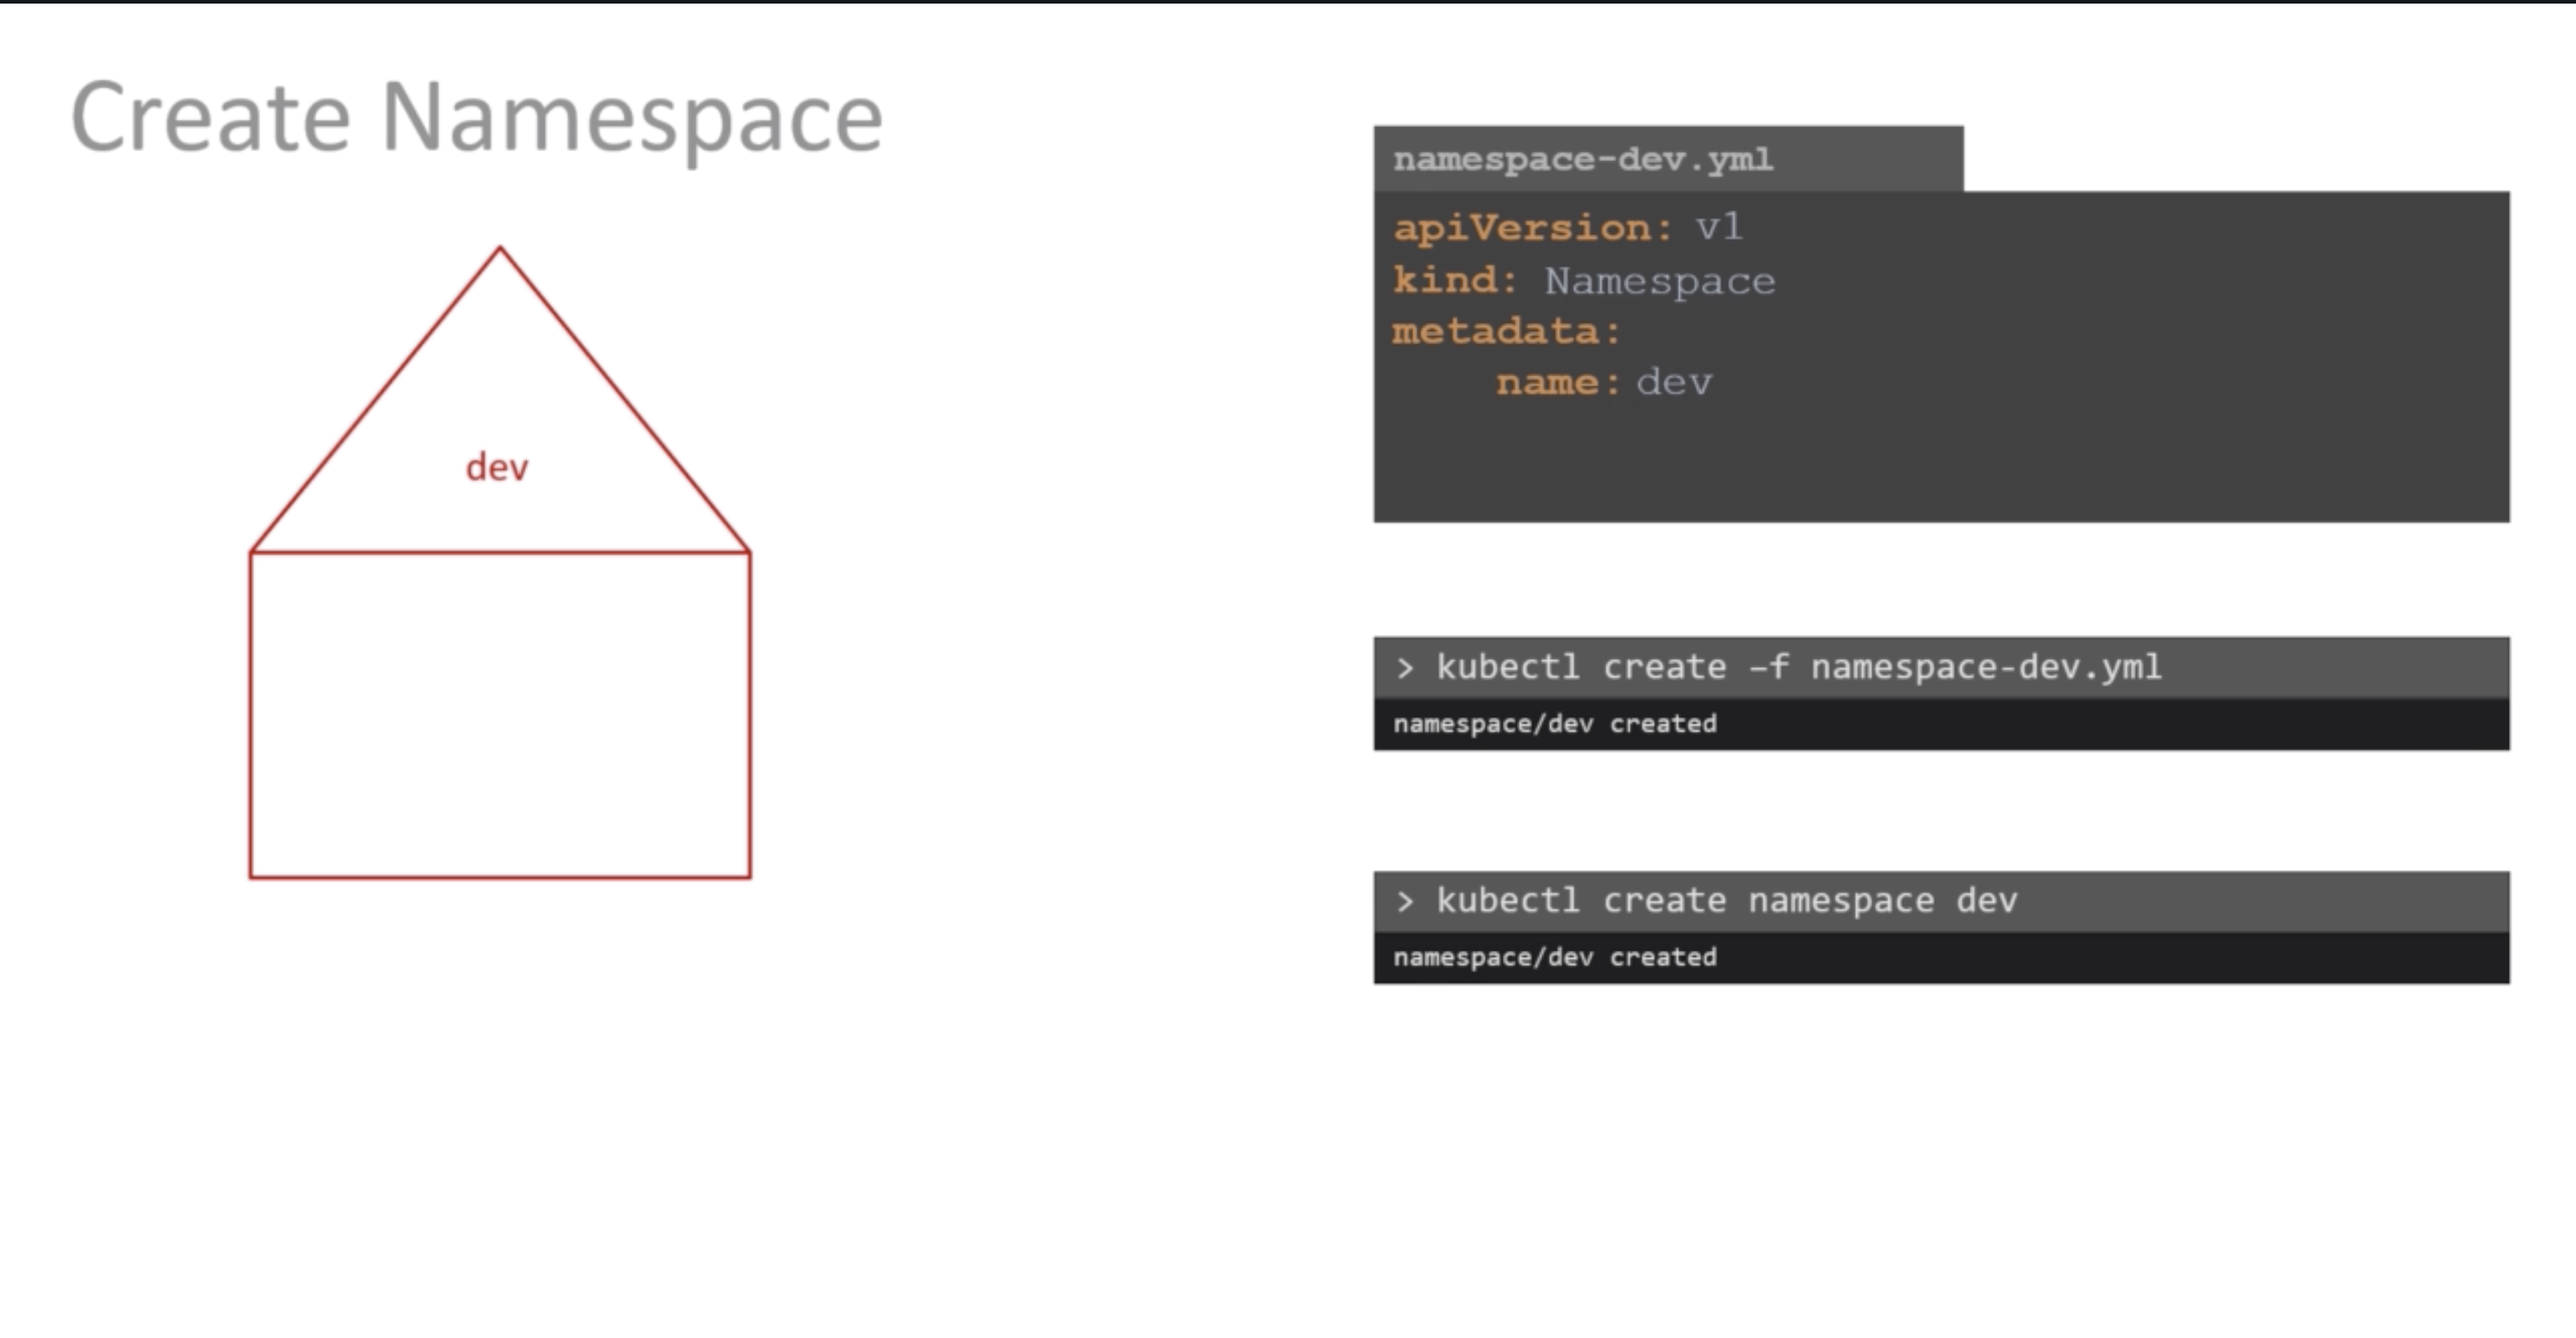 Create Namespace
dev
namespace-dev.yml
apiVersion: v1
kind: Namespace
metadata:
    name: dev
> kubectl create –f namespace-dev.yml
namespace/dev created
> kubectl create namespace dev
namespace/dev created